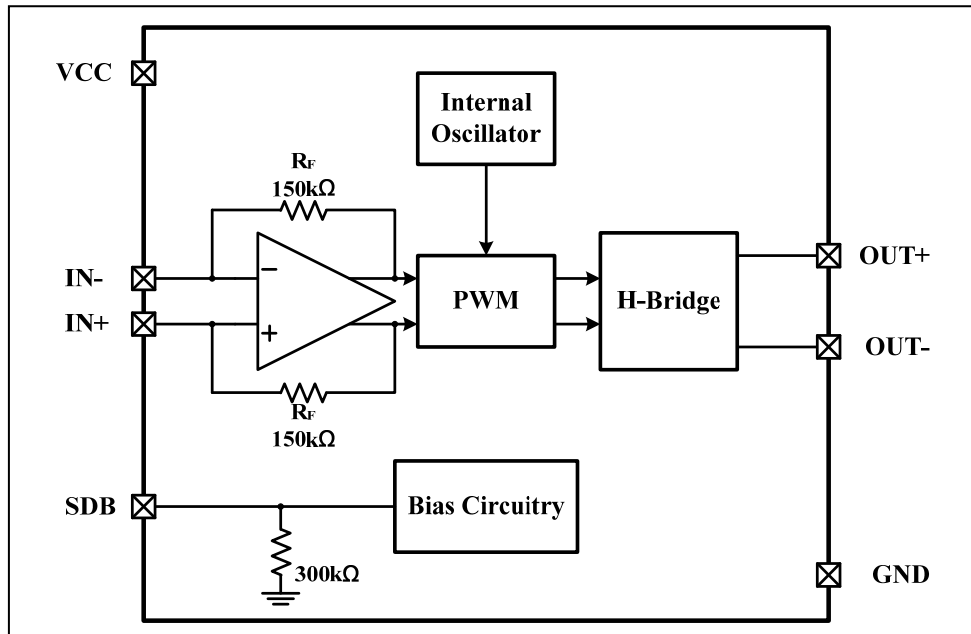 VCC
Internal
Oscillator
RF
150kΩ
IN-
IN+
−
+
PWM
H-Bridge
OUT+
OUT-
RF
150kΩ
SDB
Bias Circuitry
300kΩ
GND